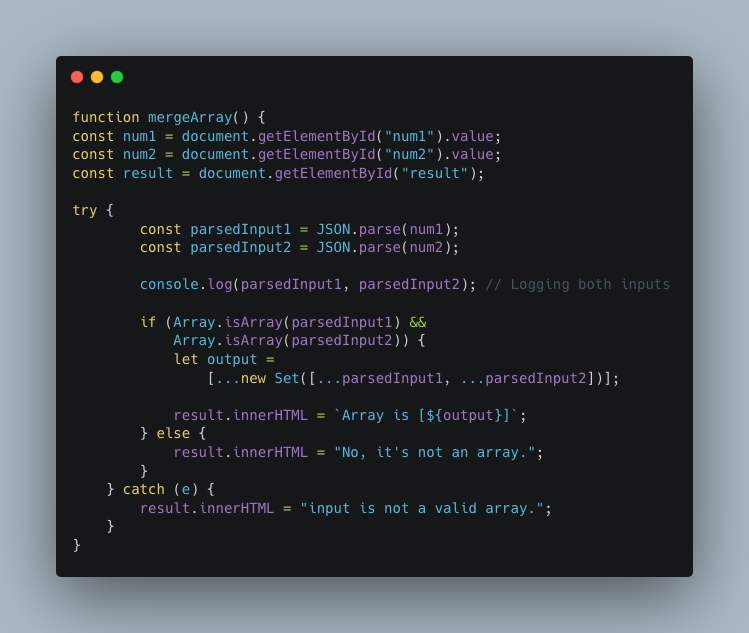 function mergeArray() {
const num1 = document.getElementById("num1").value;
const num2 = document.getElementById("num2").value;
const result = document.getElementById("result");
try {
const parsedInput1 = JSON.parse(num1);
const parsedInput2 = JSON.parse(num2);
console.log(parsedInput1, parsedInput2); // Logging both inputs
if (Array.isArray(parsedInput1) &&
Array.isArray(parsedInput2)) {
let output =
[...new Set([...parsedInput1, ...parsedInput2])];
result.innerHTML = `Array is [${output}]`;
} else {
result.innerHTML = "No, it's not an array.";
}
} catch (e) {
result.innerHTML = "input is not a valid array.";
}
}